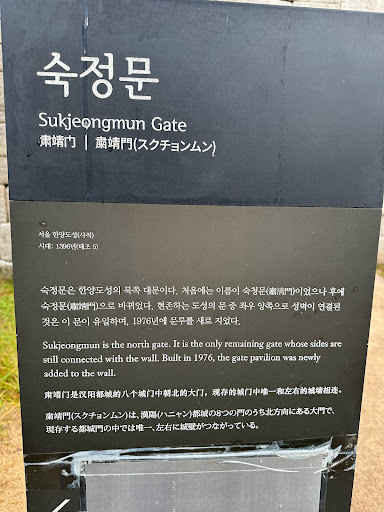 숙정문
Sukjeongmun Gate
肃靖门 | 粛靖門(スクチョンムン)
서울 한양도성(사적)
시대: 1396년(태조 5)
숙정문은 한양도성의 북쪽 대문이다. 처음에는 이름이 숙청문(肅淸門)이었으나 후에
숙정문(肅靖門)으로 바뀌었다. 현존하는 도성의 문 중 좌우 양쪽으로 성벽이 연결된
것은 이 문이 유일하며, 1976년에 문루를 새로 지었다.
Sukjeongmun is the north gate. It is the only remaining gate whose sides are
still connected with the wall. Built in 1976, the gate pavilion was newly
added to the wall.
肃靖门是汉阳都城的八个城门中朝北的大门，现存的城门中唯一和左右的城墙相连。
粛靖門(スクチョンムン)は、漢陽(ハニャン)都城の8つの門のうち北方向にある大門で、
現存する都城門の中では唯一、左右に城壁がつながっている。